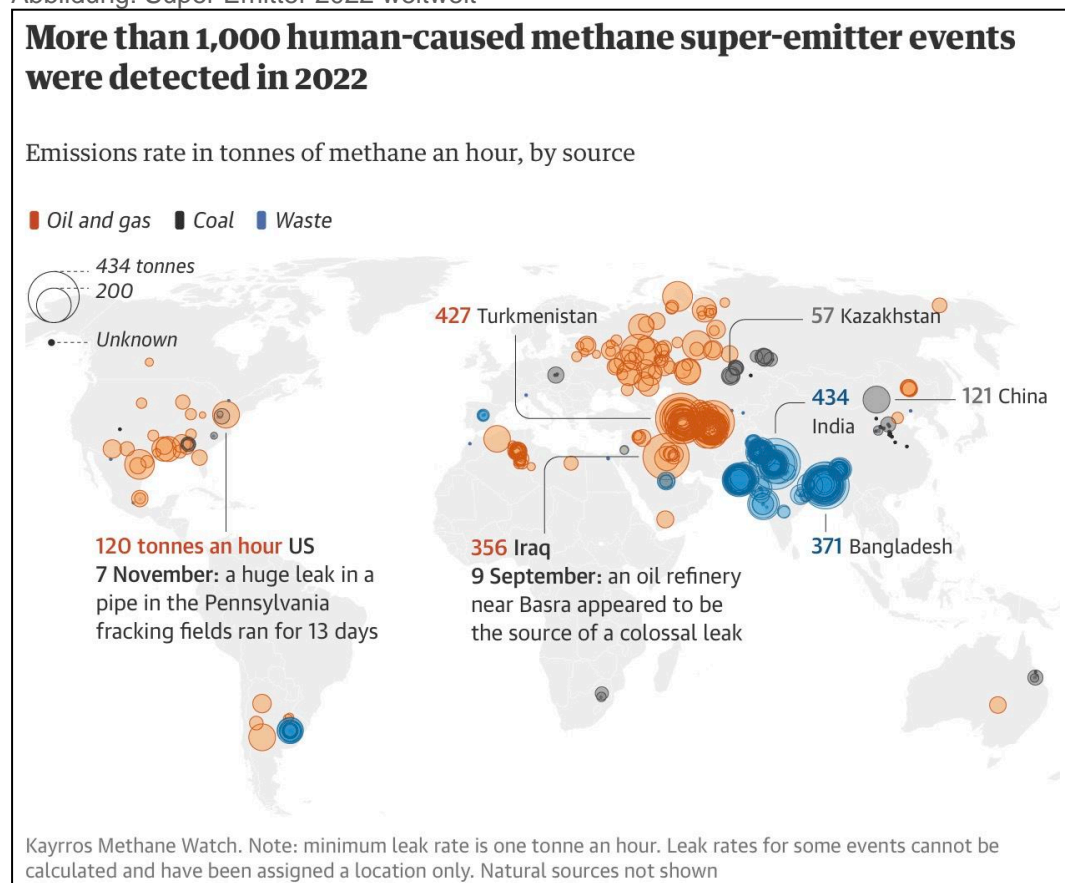 Abbildung: Super-Emitter 2022 weltweit
More than 1,000 human-caused methane super-emitter events
were detected in 2022
Emissions rate in tonnes of methane an hour, by source
Oil and gas Coal Waste
434 tonnes
200
Unknown
427 Turkmenistan
57 Kazakhstan
434
India
121 China
120 tonnes an hour US
7 November: a huge leak in a
pipe in the Pennsylvania
fracking fields ran for 13 days
356 Iraq
9 September: an oil refinery
near Basra appeared to be
the source of a colossal leak
371 Bangladesh
Kayrros Methane Watch. Note: minimum leak rate is one tonne an hour. Leak rates for some events cannot be
calculated and have been assigned a location only. Natural sources not shown